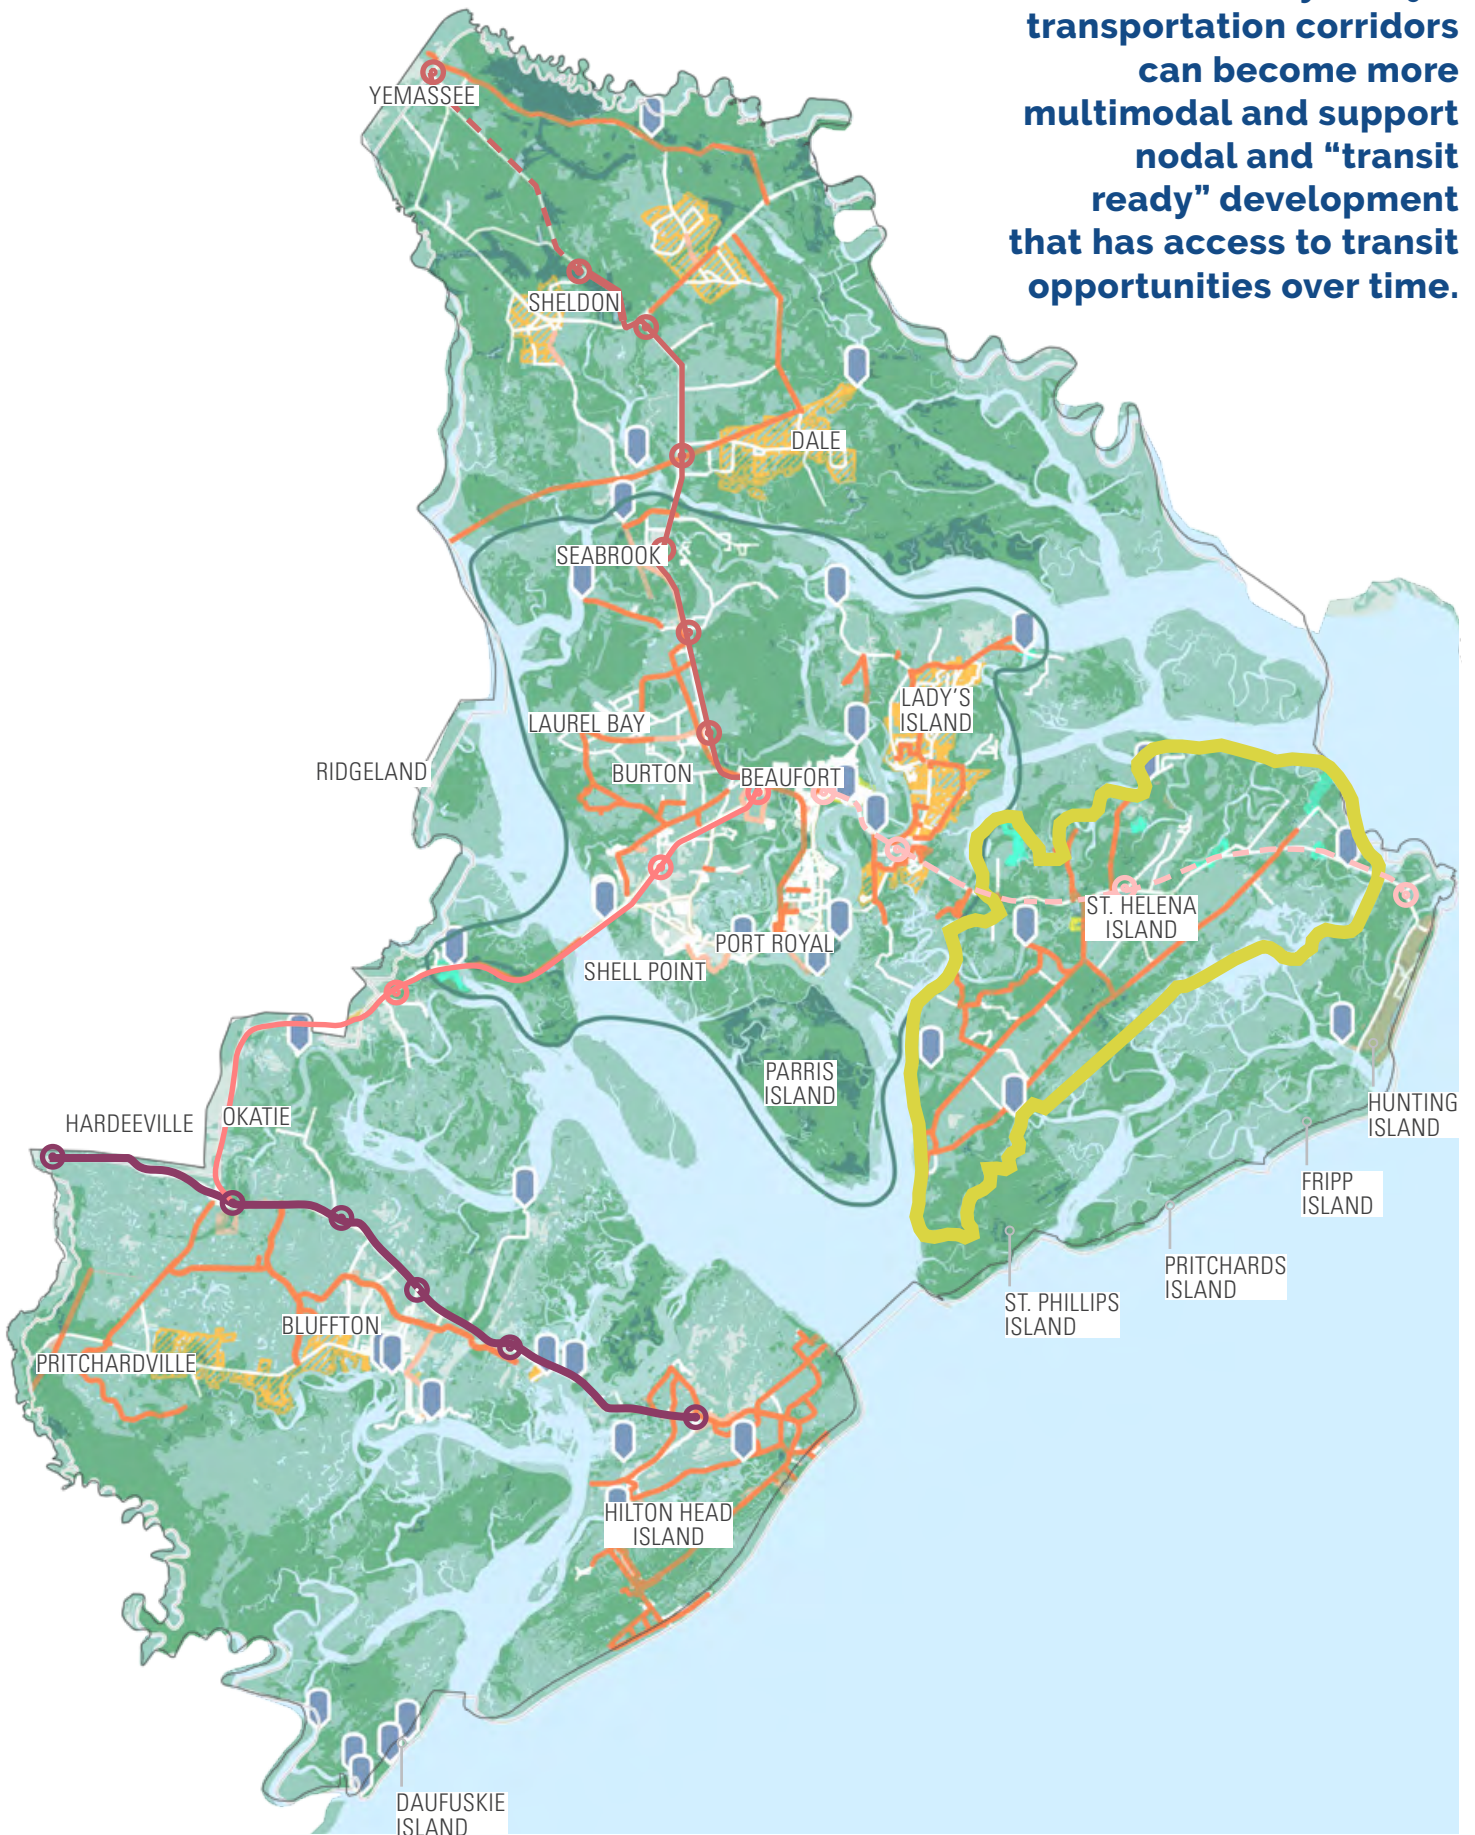 transportation corridors
can become more
multimodal and support
nodal and “transit
ready” development
that has access to transit
opportunities over time.
YEMASSEE
SHELDON
DALE
SEABROOK
LADY'S
ISLAND
LAUREL BAY
RIDGELAND
BURTON
BEAUFORT
ST. HELENA
ISLAND
PORT ROYAL
SHELL POINT
PARRIS
ISLAND
HARDEEVILLE
OKATIE
HUNTING
ISLAND
FRIPP
ISLAND
PRITCHARDS
ISLAND
ST. PHILLIPS
ISLAND
BLUFFTON
PRITCHARDVILLE
HILTON HEAD
ISLAND
DAUFUSKIE
ISLAND